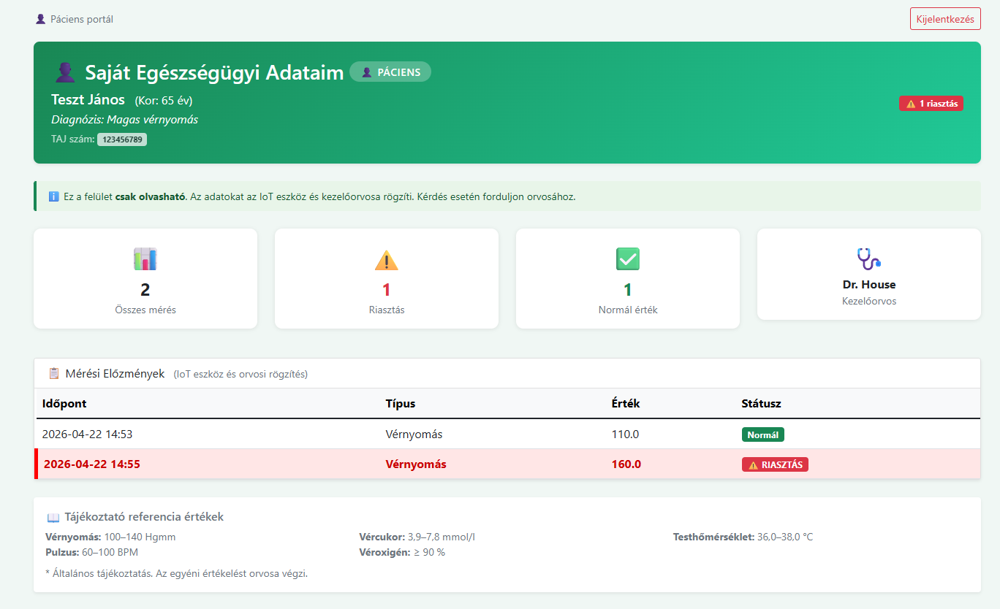 Páciens portál
Kijelentkezés
Saját Egészségügyi Adataim PÁCIENS
Teszt János (Kor: 65 év)
1 riasztás
Diagnózis: Magas vérnyomás
TAJ szám: 123456789
Ez a felület csak olvasható. Az adatokat az IoT eszköz és kezelőorvosa rögzíti. Kérdés esetén forduljon orvosához.
2
Összes mérés
1
Riasztás
1
Normál érték
Dr. House
Kezelőorvos
Mérési Előzmények (IoT eszköz és orvosi rögzítés)
Időpont Típus Érték Státusz
2026-04-22 14:53 Vérnyomás 110.0 Normál
2026-04-22 14:55 Vérnyomás 160.0 RIASZTÁS
Tájékoztató referencia értékek
Vérnyomás: 100–140 Hgmm Vércukor: 3,9–7,8 mmol/l Testhőmérséklet: 36,0–38,0 °C
Pulzus: 60–100 BPM Véroxigén: ≥ 90 %
* Általános tájékoztatás. Az egyéni értékelést orvosa végzi.